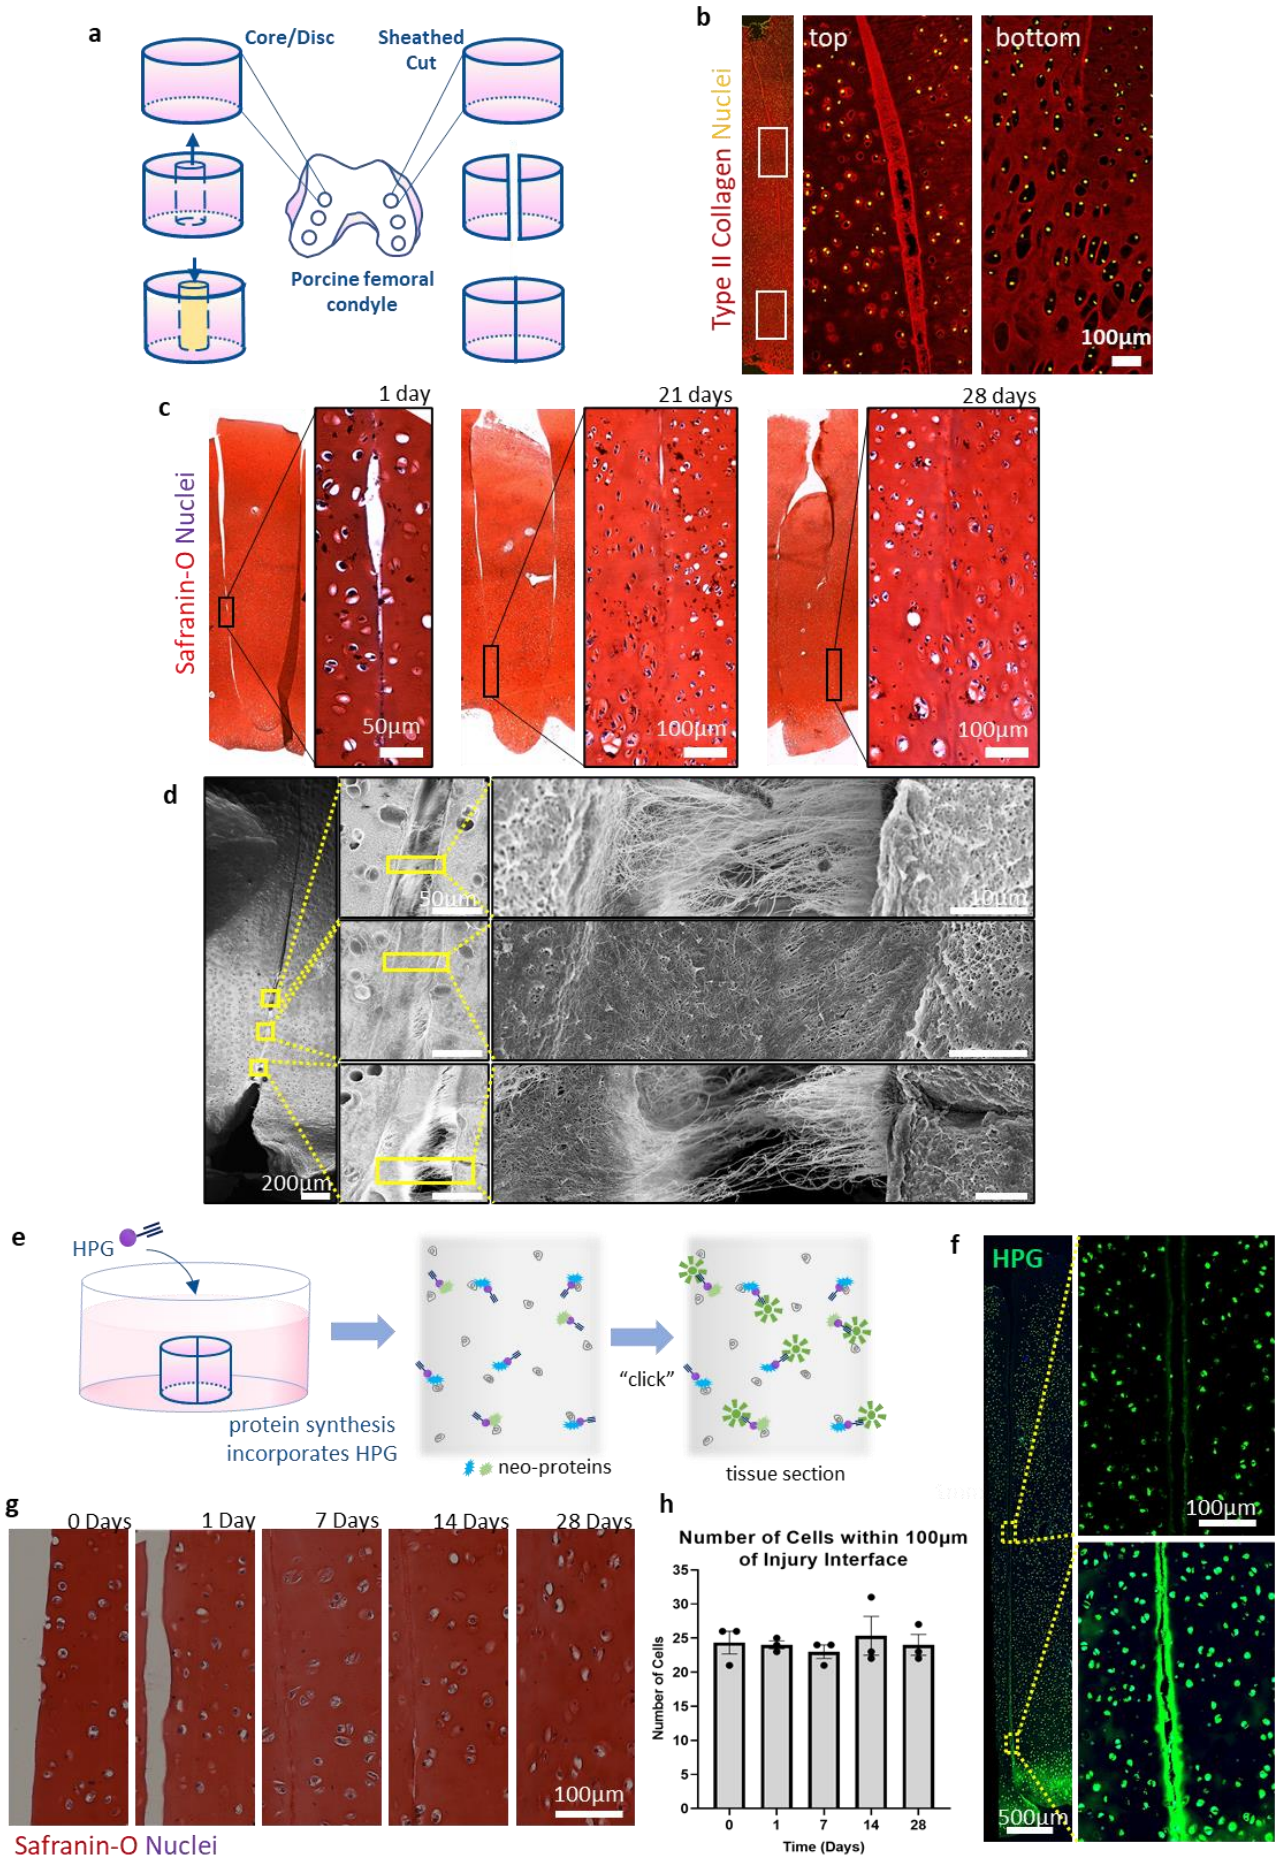 a
Core/Disc
Sheathed
Cut
Porcine femoral
condyle
b
Type II Collagen Nuclei
top
bottom
100μm
c
Safranin-O Nuclei
1 day
50μm
21 days
100μm
28 days
100μm
d
200μm
50μm
10μm
e
HPG
protein synthesis
incorporates HPG
neo-proteins
"click"
tissue section
f
HPG
500μm
100μm
g
0 Days
1 Day
7 Days
14 Days
28 Days
100μm
Safranin-O Nuclei
h
Number of Cells within 100μm
of Injury Interface
Number of Cells
35
30
25
20
15
10
5
0
0
1
7
14
28
Time (Days)